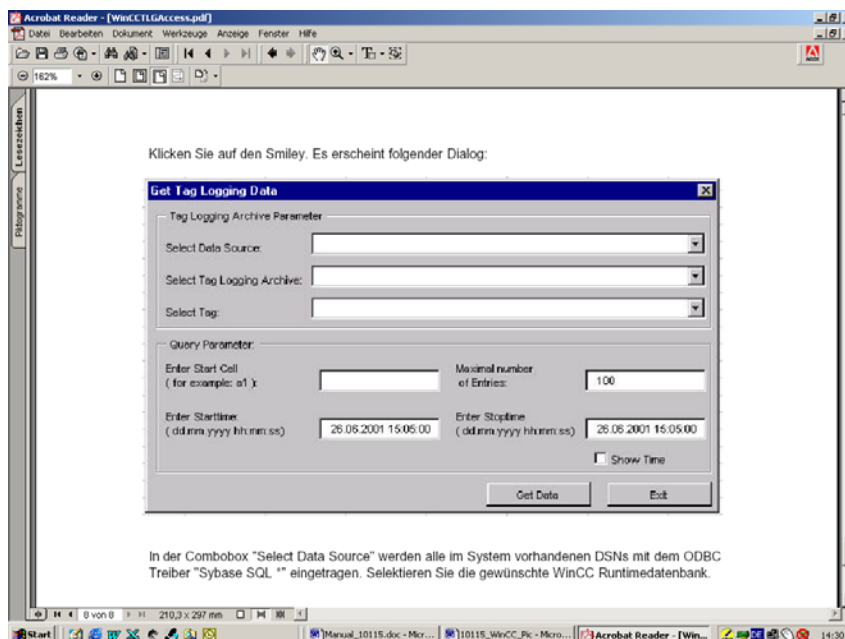 Acrobat Reader - [WinCCTLGAccess.pdf]
Datei Bearbeiten Dokument Werkzeuge Anzeige Fenster Hilfe
162%
Lesezeichen
Piktogramme
Klicken Sie auf den Smiley. Es erscheint folgender Dialog:
Get Tag Logging Data
Tag Logging Archive Parameter
Select Data Source:
Select Tag Logging Archive:
Select Tag:
Query Parameter:
Enter Start Cell
( for example: a1 ):
Maximal number
of Entries:
100
Enter Starttime:
( dd.mm.yyyy hh:mm:ss)
26.06.2001 15:05:00
Enter Stoptime
( dd.mm.yyyy hh:mm:ss)
26.06.2001 15:05:00
Show Time
Get Data
Exit
In der Combobox "Select Data Source" werden alle im System vorhandenen DSNs mit dem ODBC
Treiber "Sybase SQL *" eingetragen. Selektieren Sie die gewünschte WinCC Runtimedatenbank.
8 von 8
210,3 x 297 mm
Start
Manual_10115.doc - Micr...
10115_WinCC_Pic - Micro...
Acrobat Reader - [Win...
14:30